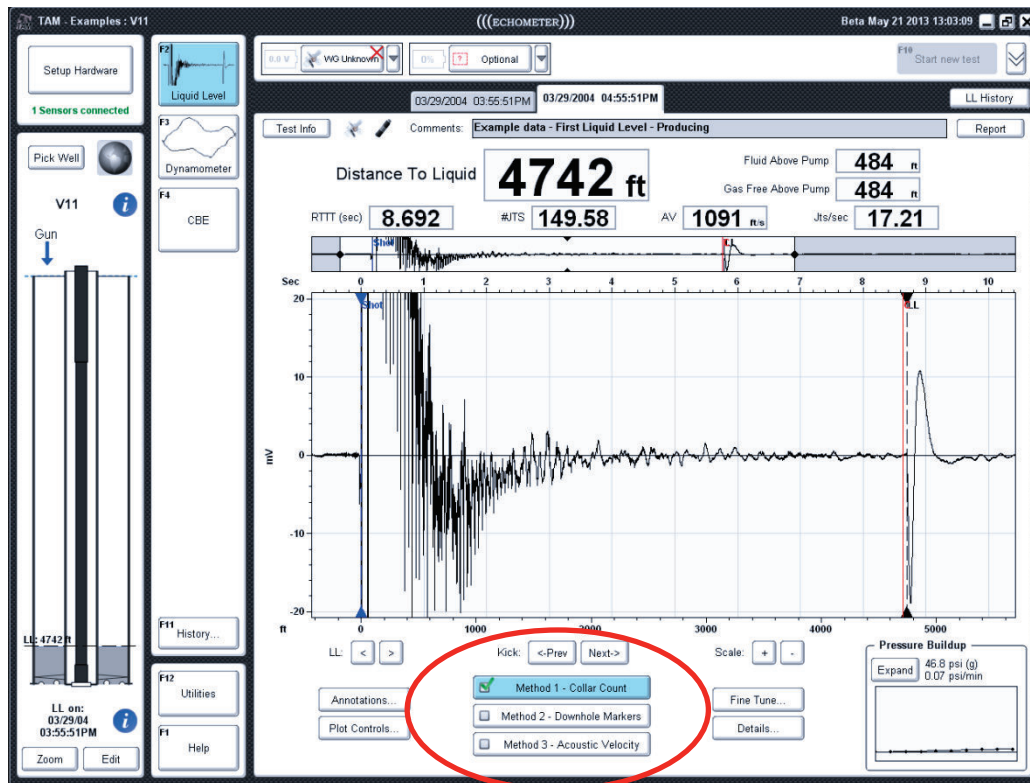 TAM - Examples : V11
(((ECHOMETER)))
Beta May 21 2013 13:03:09
Setup Hardware
1 Sensors connected
Pick Well
V11
Gun
LL: 4742 ft
LL on:
03/29/04
03:55:51PM
Zoom
Edit
F2
Liquid Level
F3
Dynamometer
F4
CBE
F11
History...
F12
Utilities
F1
Help
0.0 V
WG Unknown
0%
?
Optional
F10
Start new test
03/29/2004 03:55:51PM
03/29/2004 04:55:51PM
LL History
Test Info
Comments:
Example data - First Liquid Level - Producing
Report
Distance To Liquid
4742 ft
Fluid Above Pump
484 ft
Gas Free Above Pump
484 ft
RTTT (sec)
8.692
#JTS
149.58
AV
1091 ft/s
Jts/sec
17.21
Shot
LL
Sec
0 1 2 3 4 5 6 7 8 9 10
Shot
LL
20
10
0
-10
-20
mV
ft
0 1000 2000 3000 4000 5000
LL:
<
>
Kick:
<-Prev
Next->
Scale:
+
-
Annotations...
Plot Controls...
Method 1 - Collar Count
Method 2 - Downhole Markers
Method 3 - Acoustic Velocity
Fine Tune...
Details...
Pressure Buildup
Expand
46.8 psi (g)
0.07 psi/min